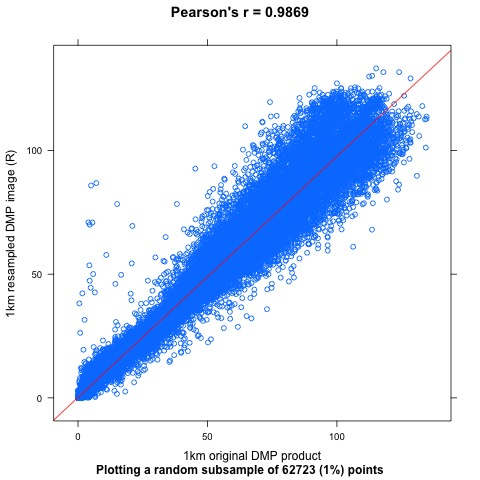 Pearson's r = 0.9869
1km resampled DMP image (R)
100
50
0
0 50 100
1km original DMP product
Plotting a random subsample of 62723 (1%) points